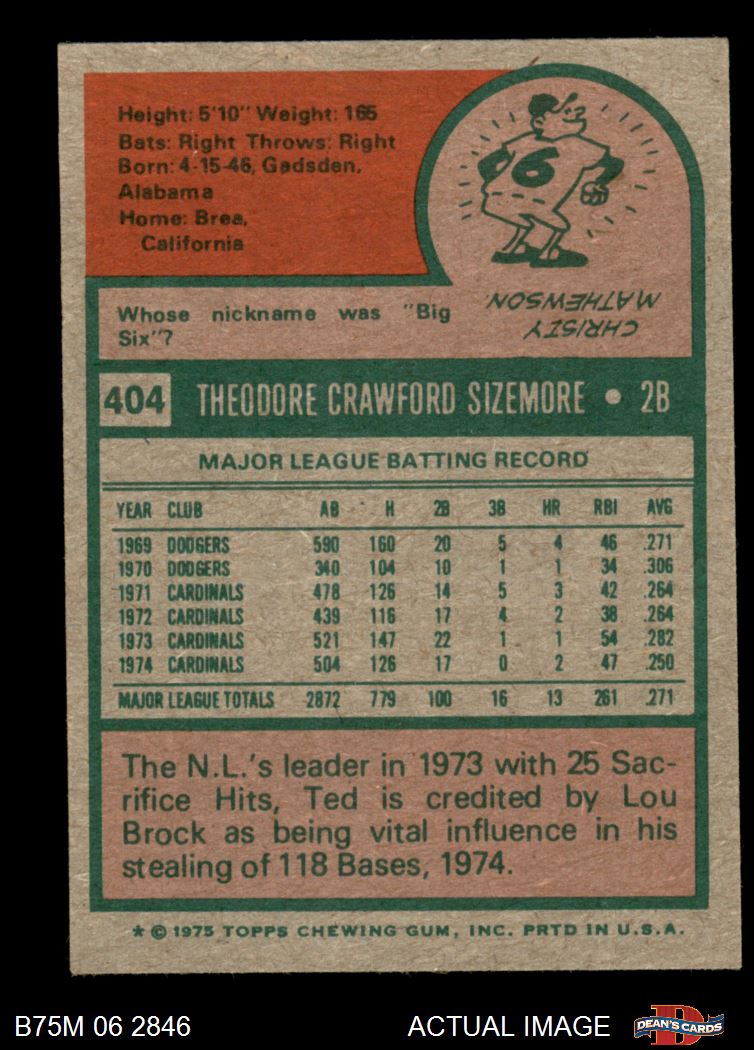 Height: 5'10" Weight: 165
Bats: Right Throws: Right
Born: 4-15-46, Gadsden,
Alabama
Home: Brea,
California
6
Whose nickname was "Big
Six"?
CHRISTY
MATHEWSON.
404 THEODORE CRAWFORD SIZEMORE • 2B
MAJOR LEAGUE BATTING RECORD
YEAR CLUB AB H 2B 3B HR RBI AVG
1969 DODGERS 590 160 20 5 4 46 .271
1970 DODGERS 340 104 10 1 1 34 .306
1971 CARDINALS 478 126 14 5 3 42 .264
1972 CARDINALS 439 116 17 4 2 38 .264
1973 CARDINALS 521 147 22 1 1 54 .282
1974 CARDINALS 504 126 17 0 2 47 .250
MAJOR LEAGUE TOTALS 2872 779 100 16 13 261 .271
The N.L.'s leader in 1973 with 25 Sac-
rifice Hits, Ted is credited by Lou
Brock as being vital influence in his
stealing of 118 Bases, 1974.
* © 1975 TOPPS CHEWING GUM, INC. PRTD IN U.S.A.
B75M 06 2846 ACTUAL IMAGE D DEAN'S CARDS